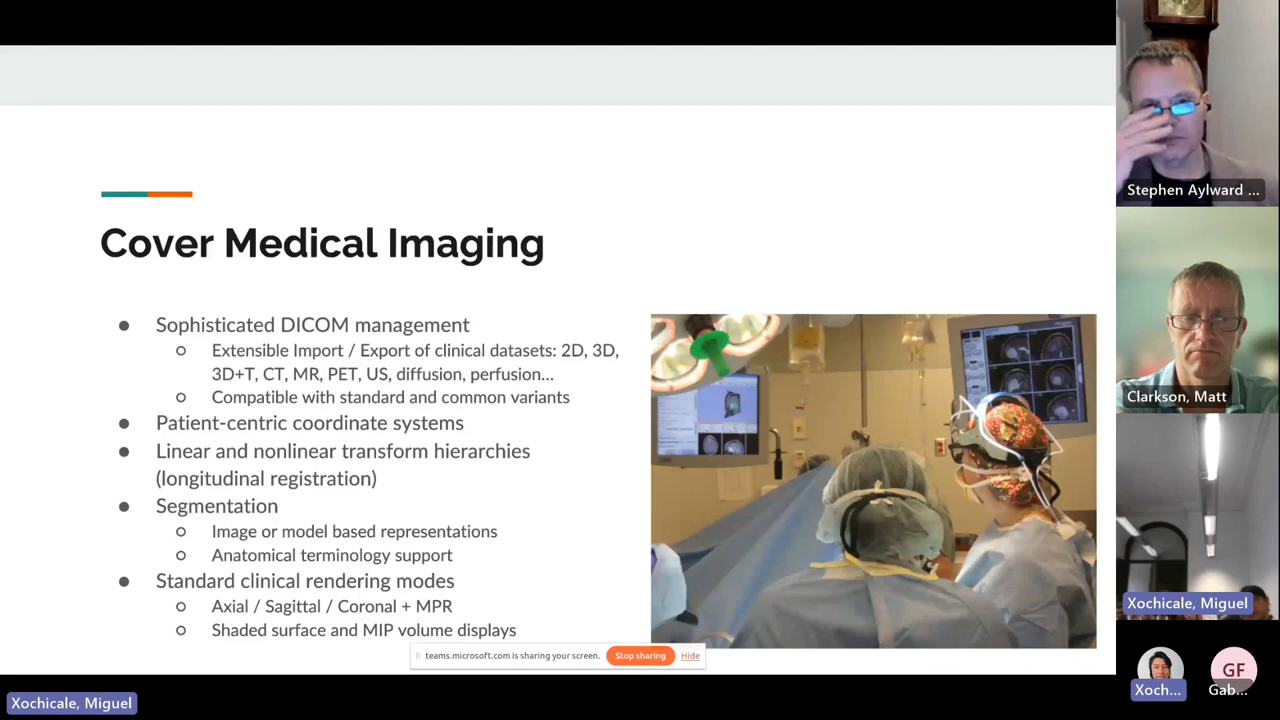 Cover Medical Imaging
● Sophisticated DICOM management
○ Extensible Import / Export of clinical datasets: 2D, 3D,
3D+T, CT, MR, PET, US, diffusion, perfusion...
○ Compatible with standard and common variants
● Patient-centric coordinate systems
● Linear and nonlinear transform hierarchies
(longitudinal registration)
● Segmentation
○ Image or model based representations
○ Anatomical terminology support
● Standard clinical rendering modes
○ Axial / Sagittal / Coronal + MPR
○ Shaded surface and MIP volume displays
teams.microsoft.com is sharing your screen. Stop sharing Hide
Xochicale, Miguel
Stephen Aylward ...
Clarkson, Matt
Xochicale, Miguel
Xoch...
GF
Gab...